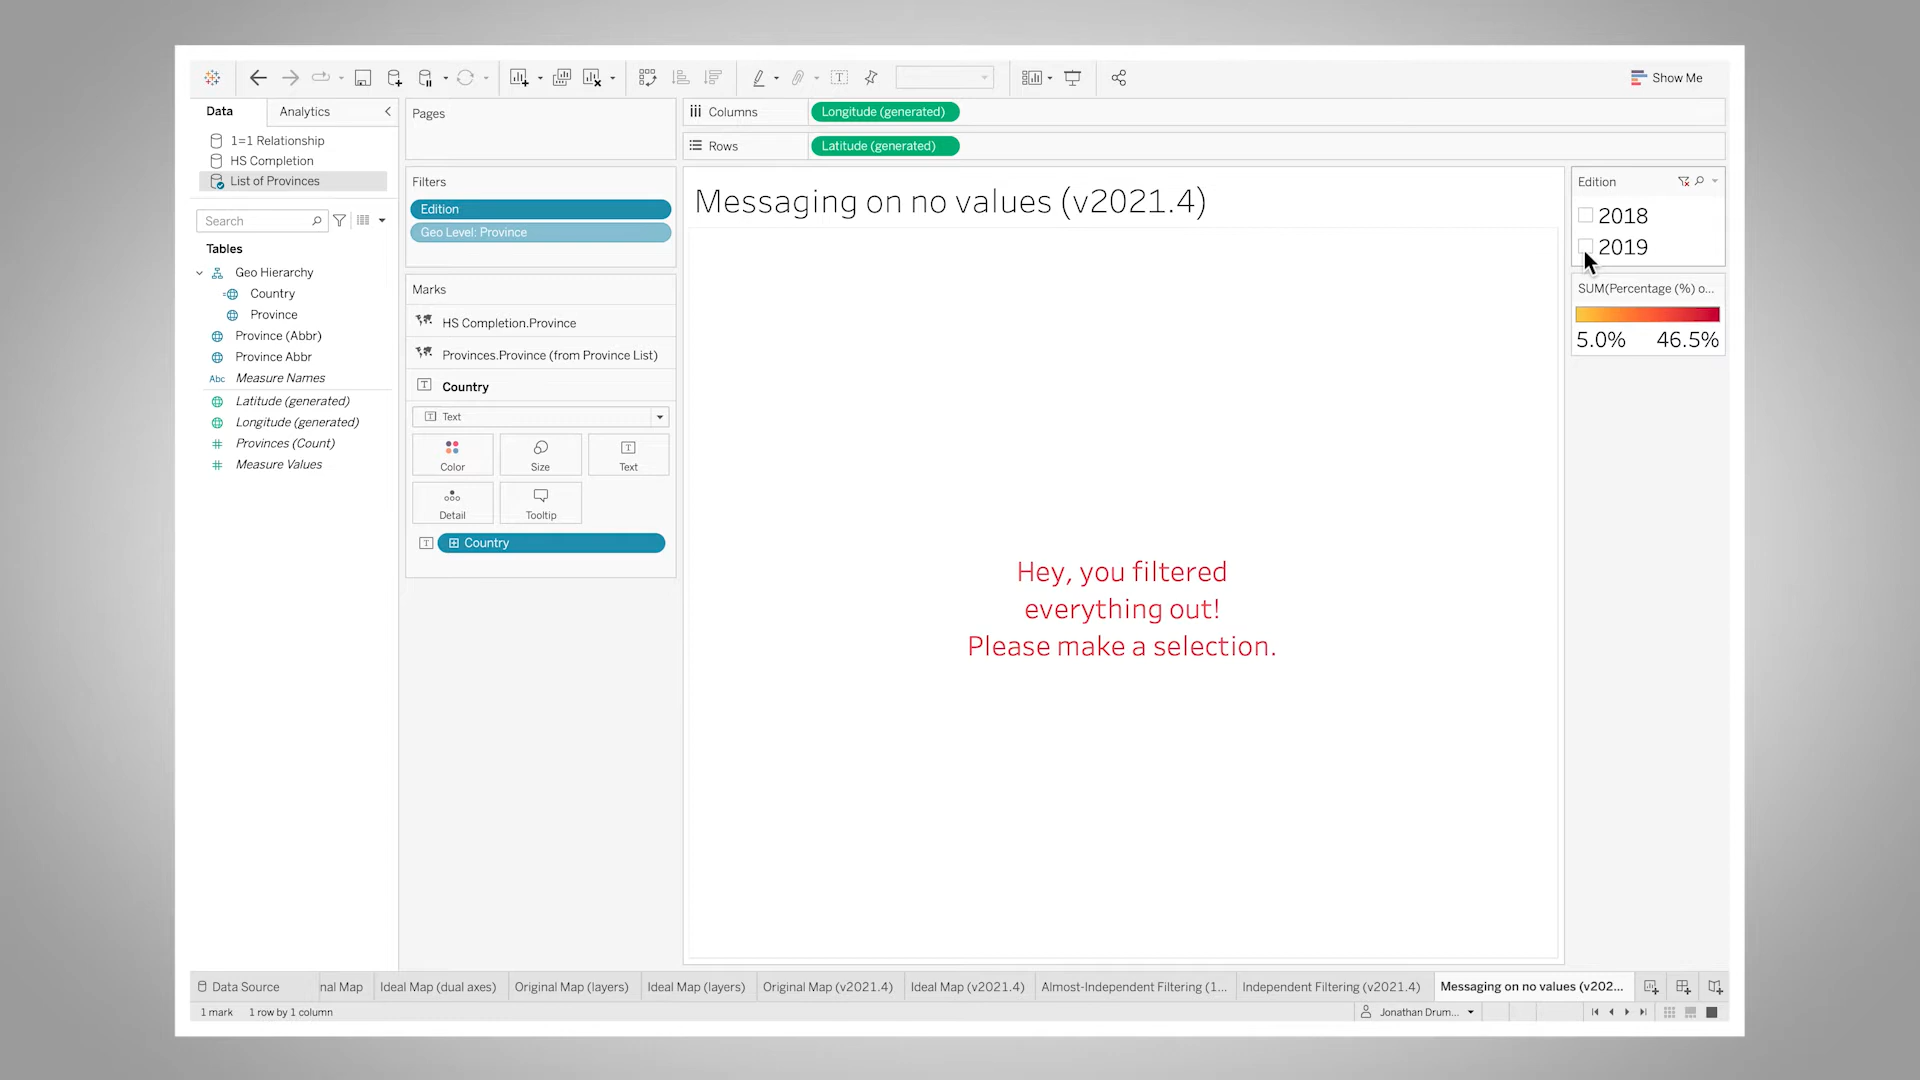 Show Me
Data
Analytics
Pages
Columns
Longitude (generated)
Rows
Latitude (generated)
1=1 Relationship
HS Completion
List of Provinces
Search
Tables
Geo Hierarchy
Country
Province
Province (Abbr)
Province Abbr
Abc
Measure Names
Latitude (generated)
Longitude (generated)
Provinces (Count)
Measure Values
Filters
Edition
Geo Level: Province
Marks
HS Completion.Province
Provinces.Province (from Province List)
Country
Text
Color
Size
Text
Detail
Tooltip
Country
Messaging on no values (v2021.4)
Hey, you filtered
everything out!
Please make a selection.
Edition
2018
2019
SUM(Percentage (%) o...
5.0%
46.5%
Data Source
nal Map
Ideal Map (dual axes)
Original Map (layers)
Ideal Map (layers)
Original Map (v2021.4)
Ideal Map (v2021.4)
Almost-Independent Filtering (1...
Independent Filtering (v2021.4)
Messaging on no values (v202...
1 mark
1 row by 1 column
Jonathan Drum...